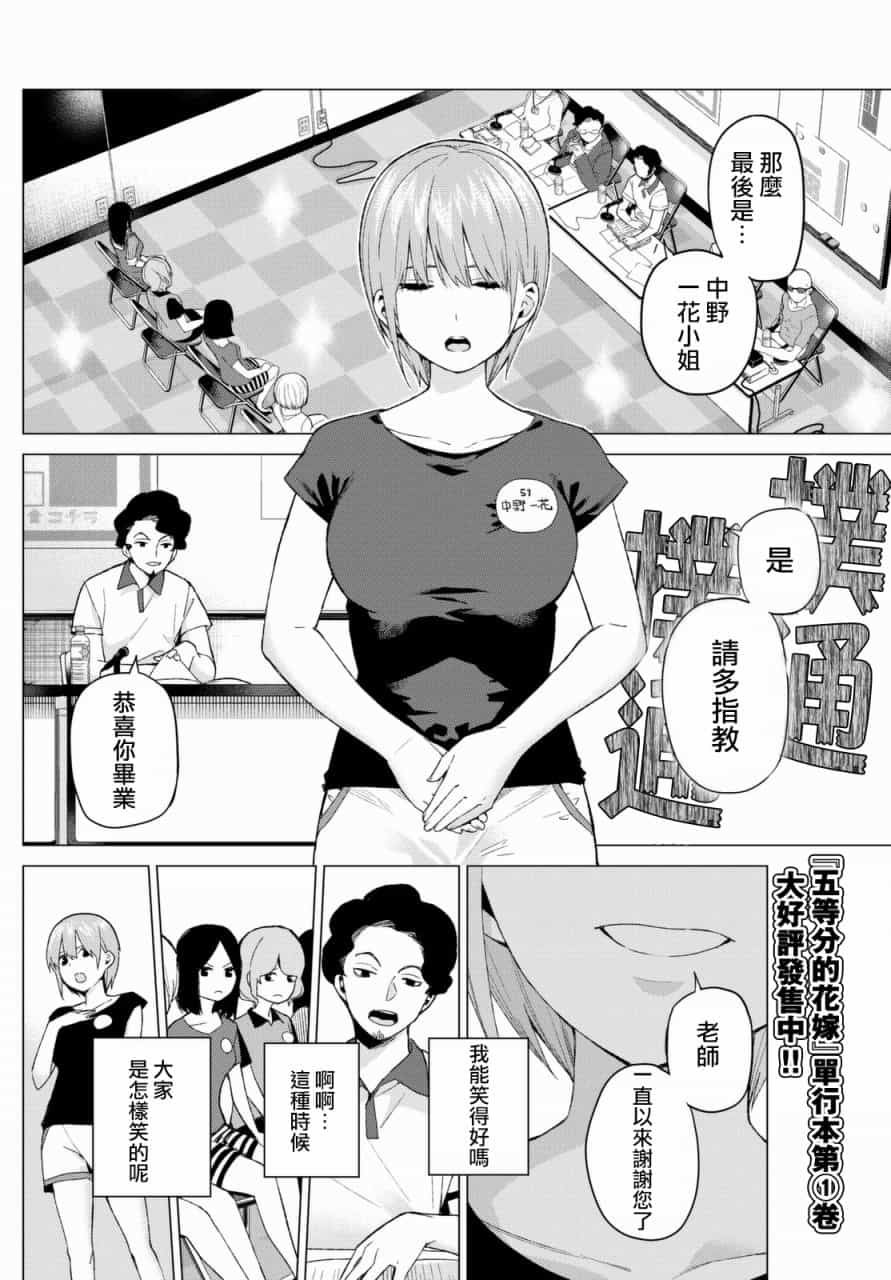 那麼
最後是…
中野
一花小姐
51
中野 一花
是
請多指教
撲通
撲通
會コチラ
恭喜你畢業
『五等分的花嫁』單行本第①卷
大好評發售中!!
老師
一直以來謝謝您了
我能笑得好嗎
啊啊…
這種時候
大家
是怎樣笑的呢